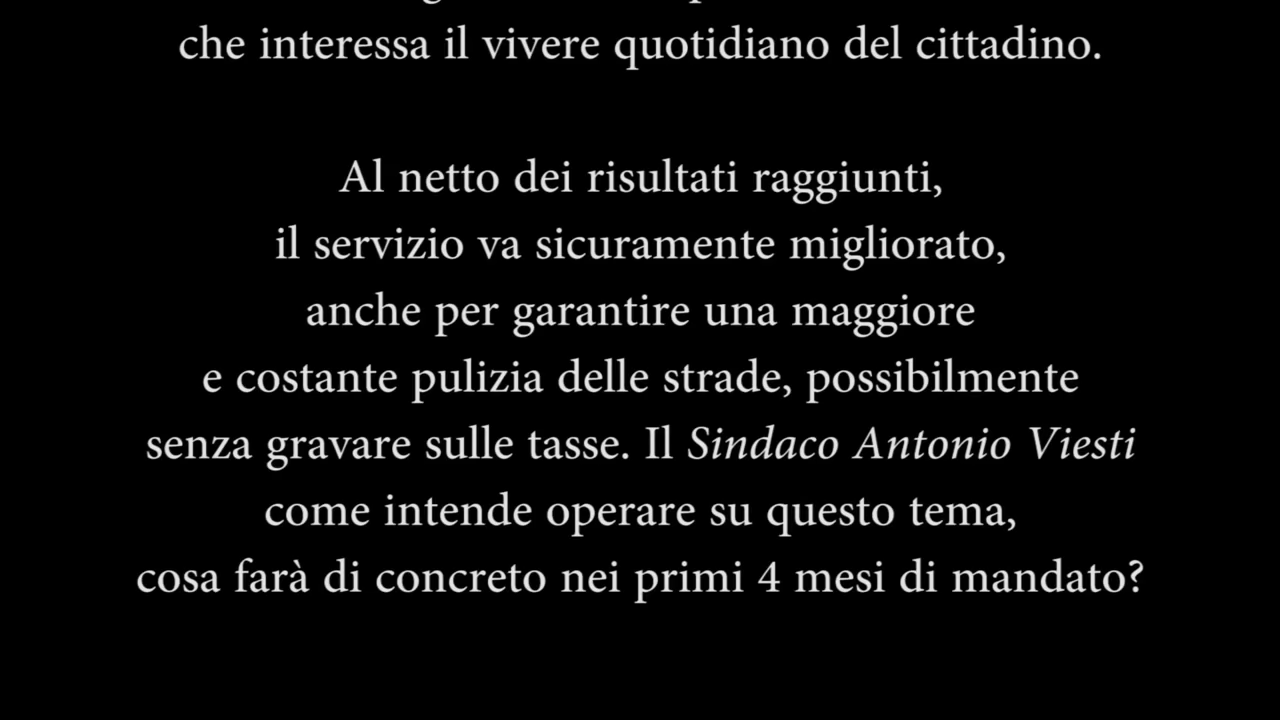 che interessa il vivere quotidiano del cittadino.
Al netto dei risultati raggiunti,
il servizio va sicuramente migliorato,
anche per garantire una maggiore
e costante pulizia delle strade, possibilmente
senza gravare sulle tasse. Il Sindaco Antonio Viesti
come intende operare su questo tema,
cosa farà di concreto nei primi 4 mesi di mandato?